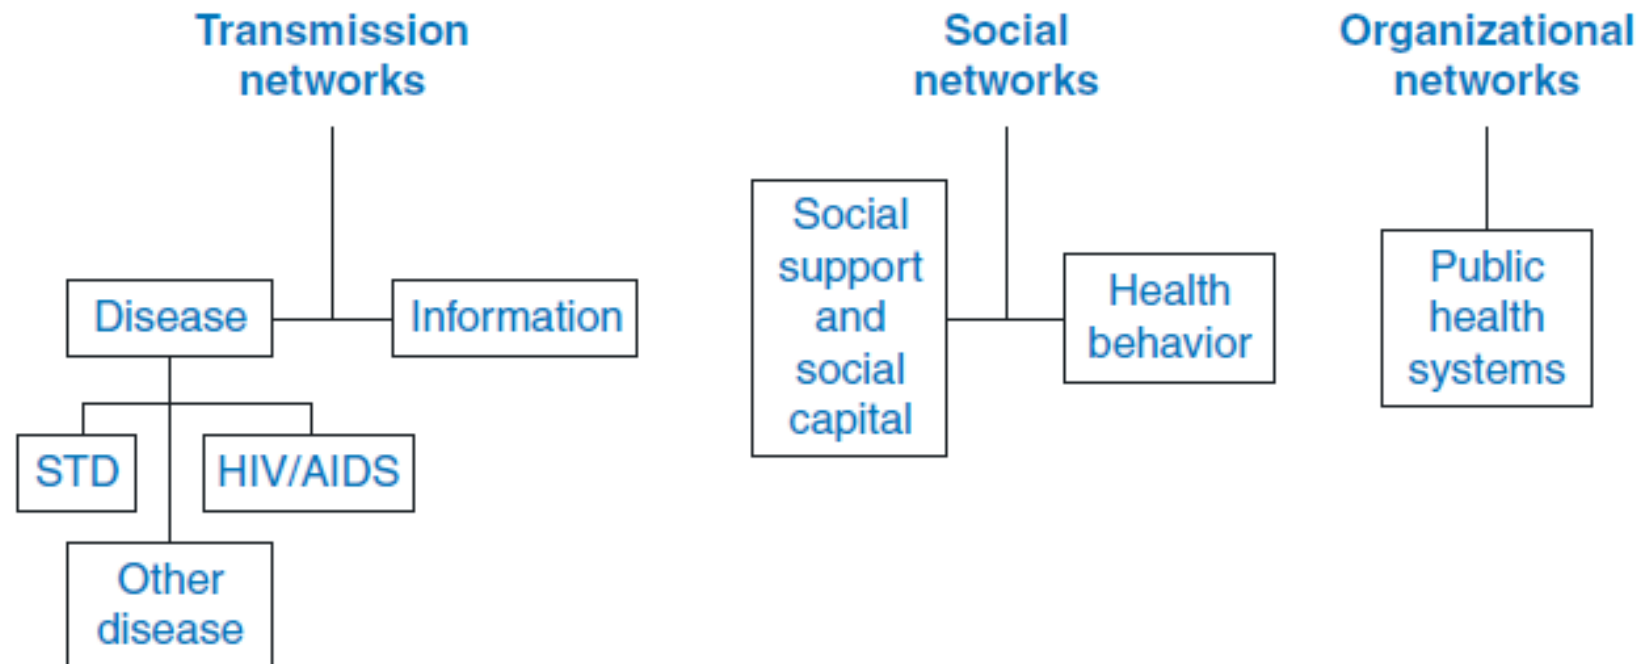 Transmission
networks
Social
networks
Organizational
networks
Disease
Information
STD
HIV/AIDS
Other
disease
Social
support
and
social
capital
Health
behavior
Public
health
systems